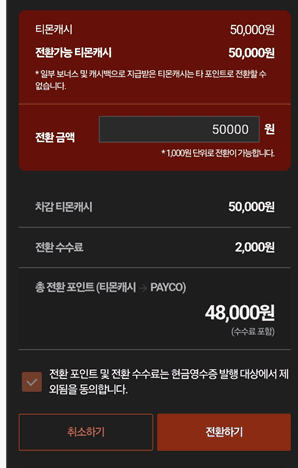 티몬캐시 50,000원
전환가능 티몬캐시 50,000원
* 일부 보너스 및 캐시백으로 지급받은 티몬캐시는 타 포인트로 전환할 수
없습니다.
전환 금액 50000 원
* 1,000원 단위로 전환이 가능합니다.
차감 티몬캐시 50,000원
전환 수수료 2,000원
총 전환 포인트 (티몬캐시 → PAYCO)
48,000원
(수수료 포함)
전환 포인트 및 전환 수수료는 현금영수증 발행 대상에서 제
외됨을 동의합니다.
취소하기 전환하기